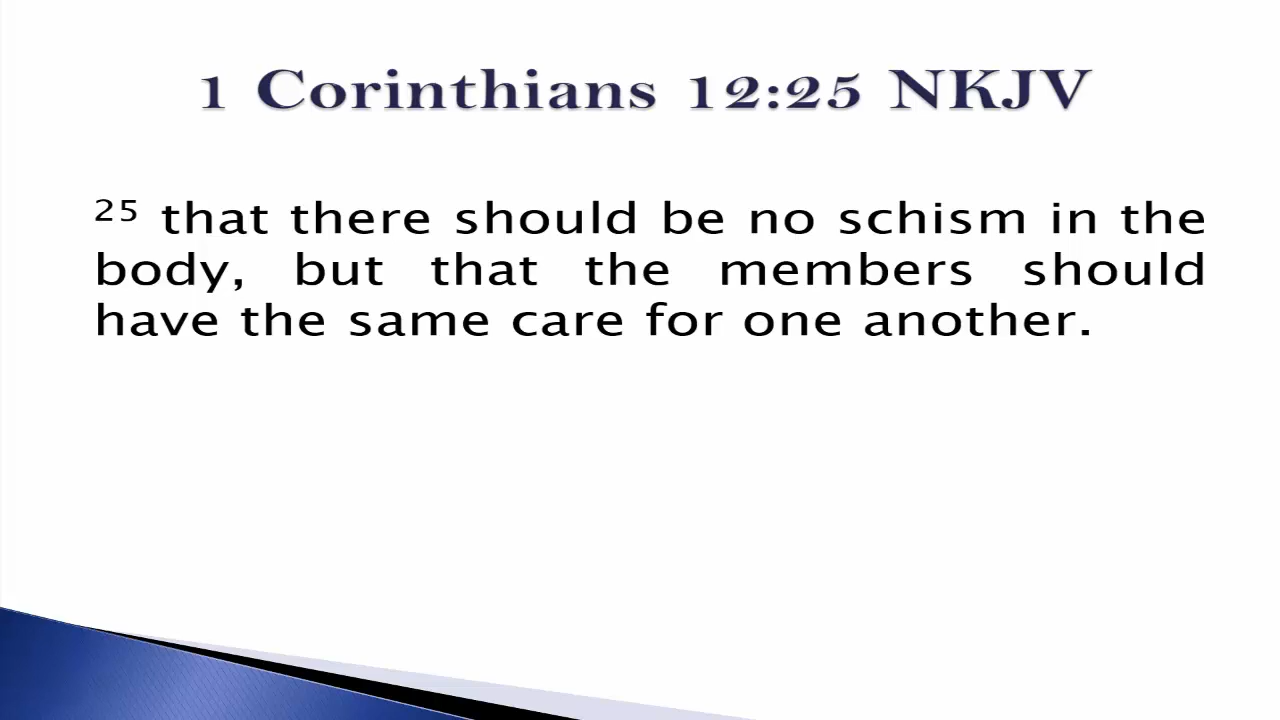 1 Corinthians 12:25 NKJV
25 that there should be no schism in the
body, but that the members should
have the same care for one another.